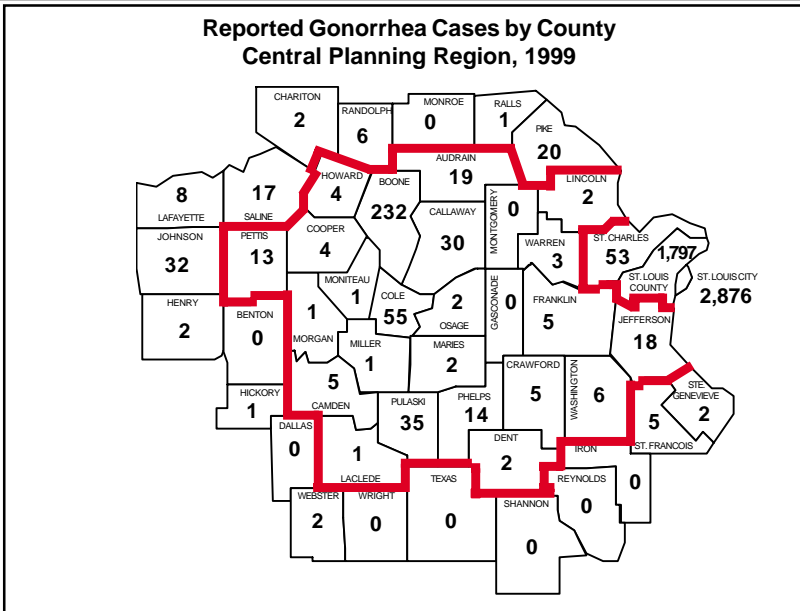 Reported Gonorrhea Cases by County
Central Planning Region, 1999
CHARITON
2
RANDOLPH
6
MONROE
0
RALLS
1
PIKE
20
8
LAFAYETTE
17
SALINE
HOWARD
4
BOONE
232
AUDRAIN
19
MONTGOMERY
0
LINCOLN
2
JOHNSON
32
PETTIS
13
COOPER
4
CALLAWAY
30
WARREN
3
ST. CHARLES
53
1,797
ST. LOUIS
COUNTY
ST. LOUIS CITY
2,876
HENRY
2
BENTON
0
MONITEAU
1
COLE
55
2
OSAGE
GASCONADE
0
FRANKLIN
5
JEFFERSON
18
1
MORGAN
MILLER
1
MARIES
2
CRAWFORD
5
WASHINGTON
6
STE.
GENEVIEVE
2
HICKORY
1
5
CAMDEN
PULASKI
35
PHELPS
14
5
ST. FRANCOIS
DALLAS
0
1
LACLEDE
DENT
2
IRON
0
WEBSTER
2
WRIGHT
0
TEXAS
0
SHANNON
0
REYNOLDS
0